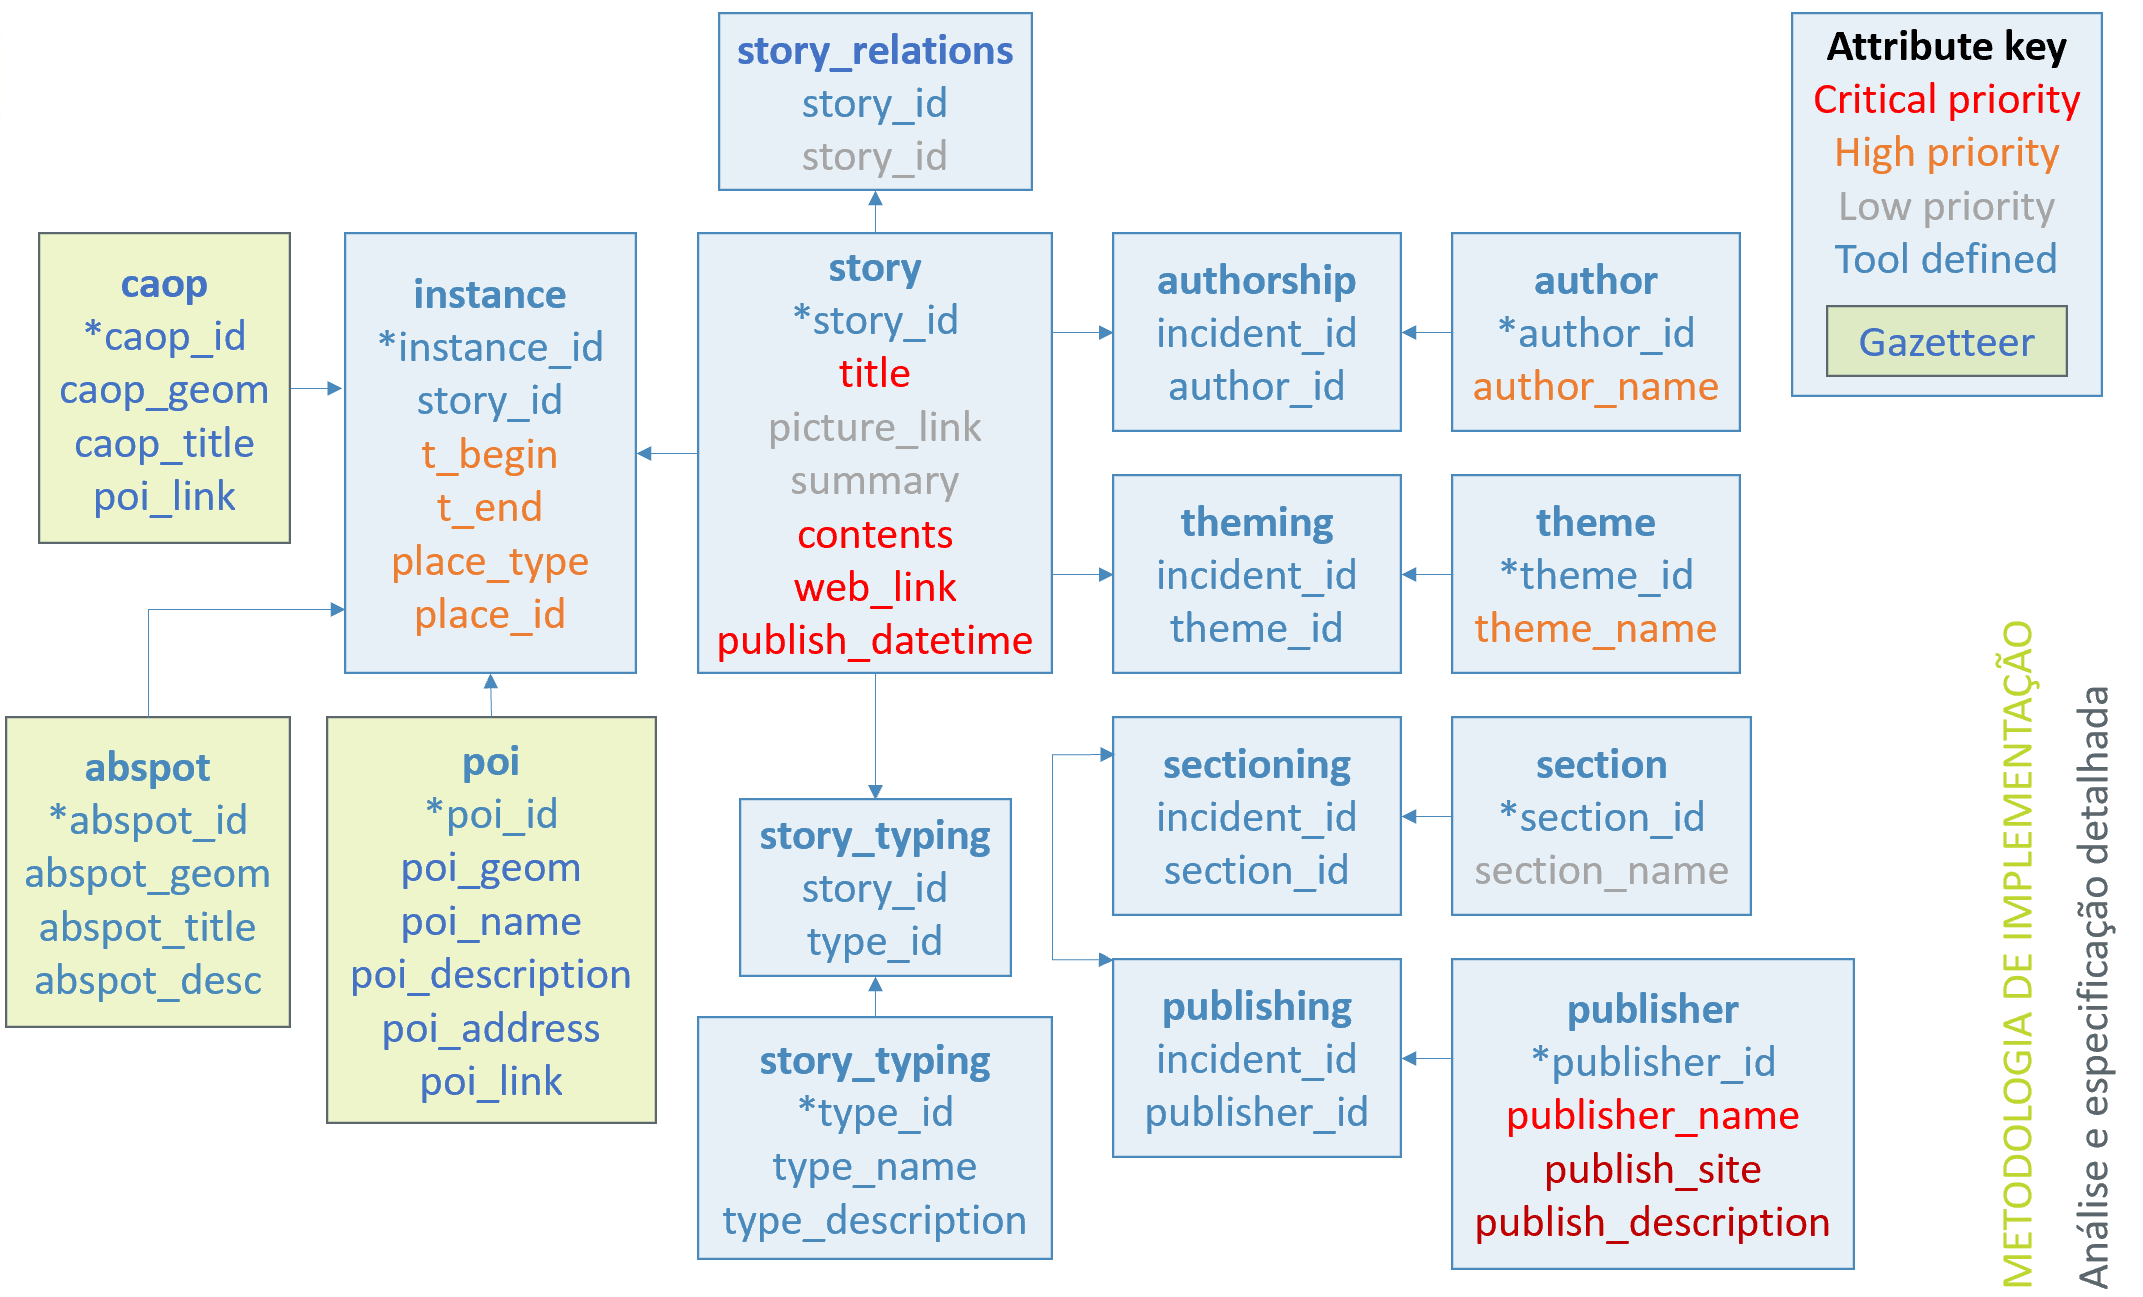 story_relations
story_id
story_id
Attribute key
Critical priority
High priority
Low priority
Tool defined
Gazetteer
caop
*caop_id
caop_geom
caop_title
poi_link
instance
*instance_id
story_id
t_begin
t_end
place_type
place_id
story
*story_id
title
picture_link
summary
contents
web_link
publish_datetime
authorship
incident_id
author_id
author
*author_id
author_name
theming
incident_id
theme_id
theme
*theme_id
theme_name
abspot
*abspot_id
abspot_geom
abspot_title
abspot_desc
poi
*poi_id
poi_geom
poi_name
poi_description
poi_address
poi_link
story_typing
story_id
type_id
story_typing
*type_id
type_name
type_description
sectioning
incident_id
section_id
section
*section_id
section_name
publishing
incident_id
publisher_id
publisher
*publisher_id
publisher_name
publish_site
publish_description
METODOLOGIA DE IMPLEMENTAÇÃO
Análise e especificação detalhada